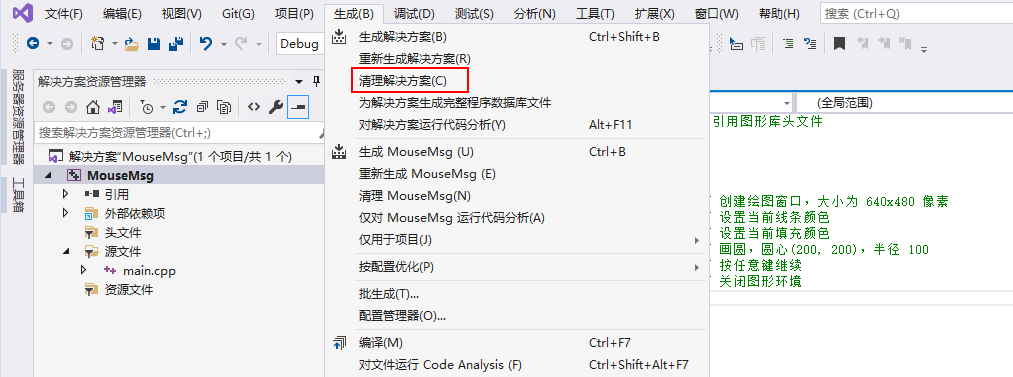 文件(F) 编辑(E) 视图(V) Git(G) 项目(P) 生成(B) 调试(D) 测试(S) 分析(N) 工具(T) 扩展(X) 窗口(W) 帮助(H) 搜索 (Ctrl+Q)
Debug
服务器资源管理器
工具箱
解决方案资源管理器
搜索解决方案资源管理器(Ctrl+;)
解决方案"MouseMsg"(1 个项目/共 1 个)
MouseMsg
引用
外部依赖项
头文件
源文件
main.cpp
资源文件
生成解决方案(B) Ctrl+Shift+B
重新生成解决方案(R)
清理解决方案(C)
为解决方案生成完整程序数据库文件
对解决方案运行代码分析(Y) Alt+F11
生成 MouseMsg (U) Ctrl+B
重新生成 MouseMsg (E)
清理 MouseMsg(N)
仅对 MouseMsg 运行代码分析(A)
仅用于项目(J)
按配置优化(P)
批生成(T)...
配置管理器(O)...
编译(M) Ctrl+F7
对文件运行 Code Analysis (F) Ctrl+Shift+Alt+F7
(全局范围)
引用图形库头文件
/ 创建绘图窗口，大小为 640x480 像素
/ 设置当前线条颜色
/ 设置当前填充颜色
/ 画圆，圆心(200, 200)，半径 100
/ 按任意键继续
/ 关闭图形环境